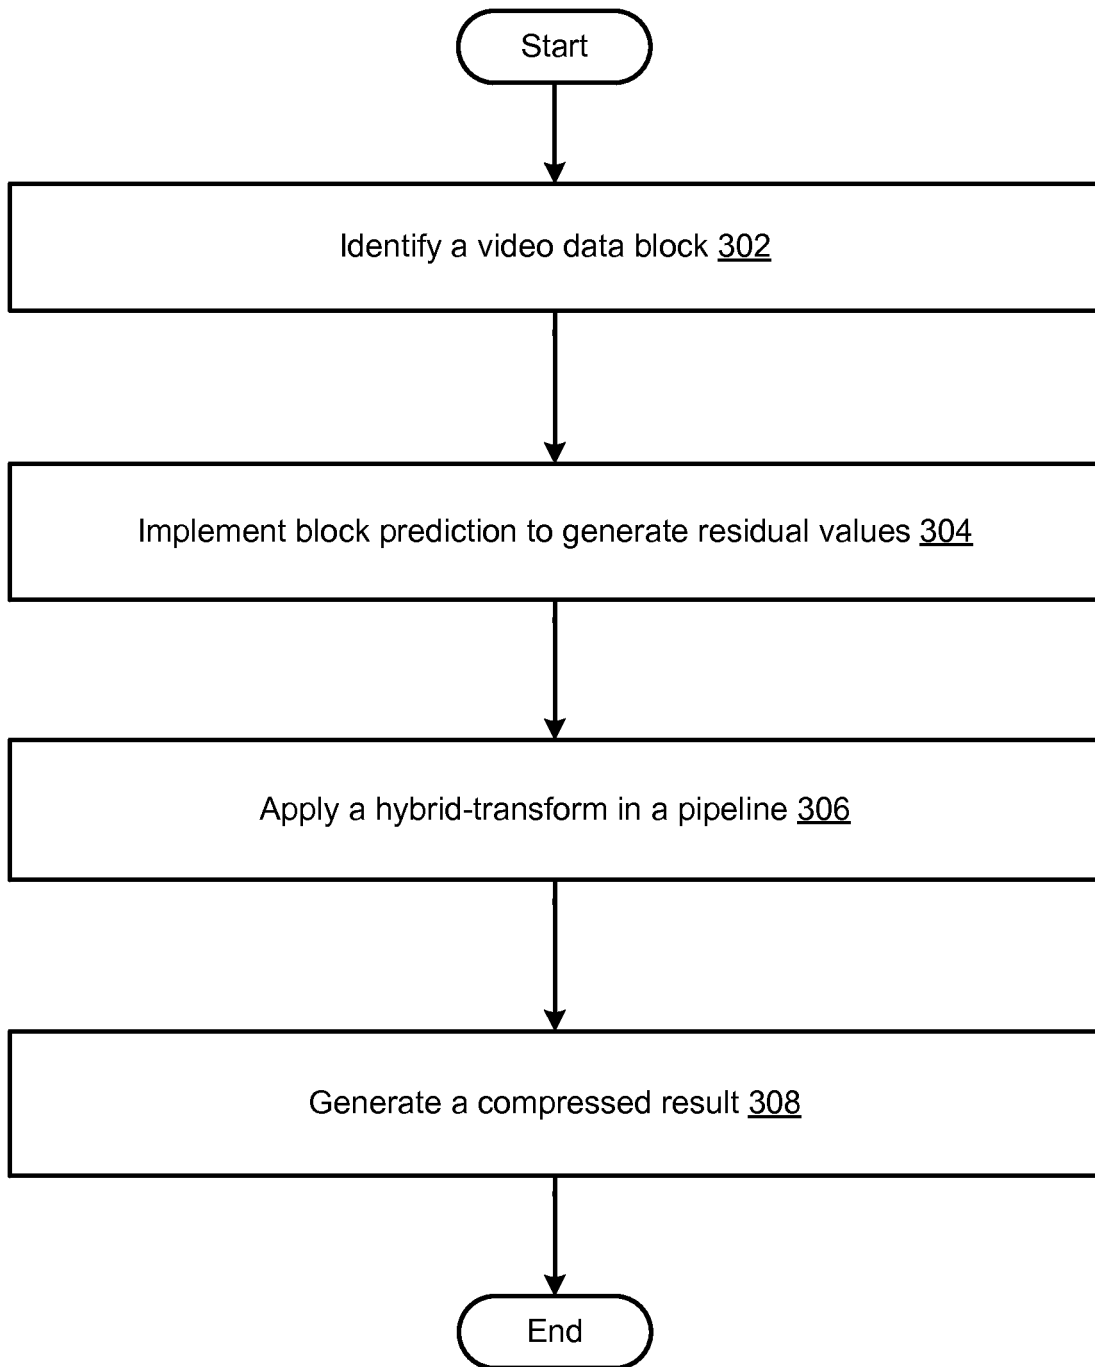 Start
Identify a video data block 302
Implement block prediction to generate residual values 304
Apply a hybrid-transform in a pipeline 306
Generate a compressed result 308
End